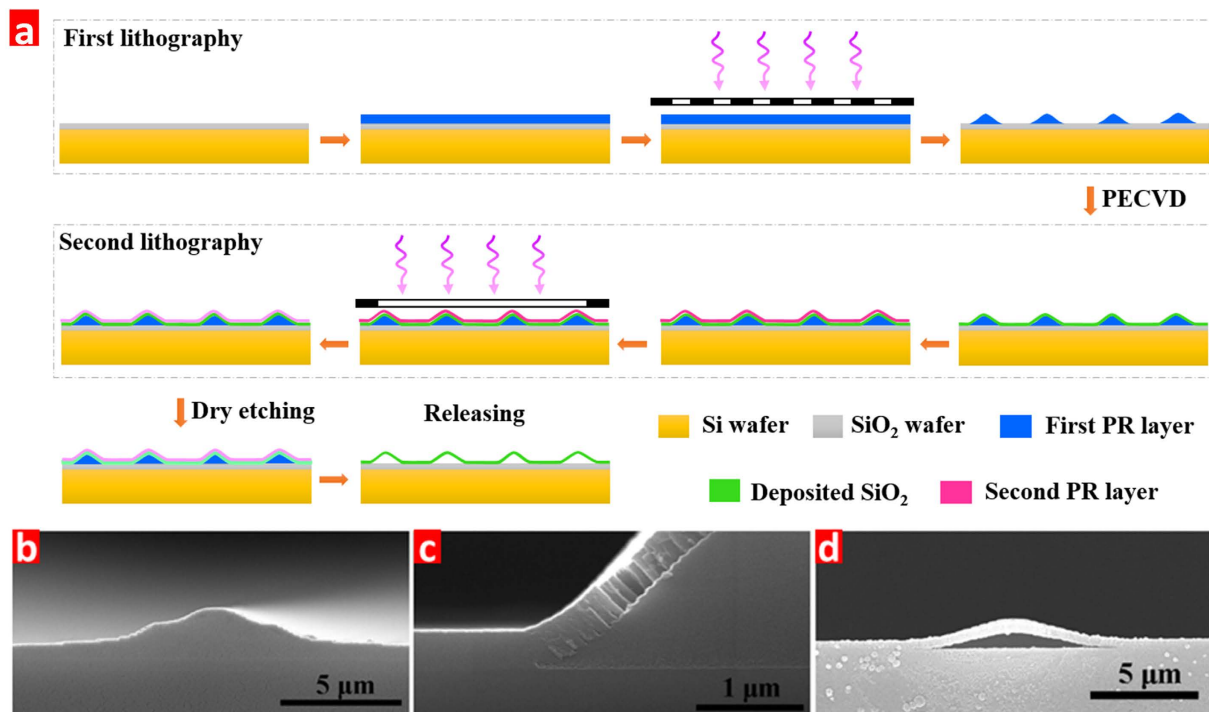 a
First lithography
PECVD
Second lithography
Dry etching
Releasing
Si wafer
SiO₂ wafer
First PR layer
Deposited SiO₂
Second PR layer
b
5 μm
c
1 μm
d
5 μm